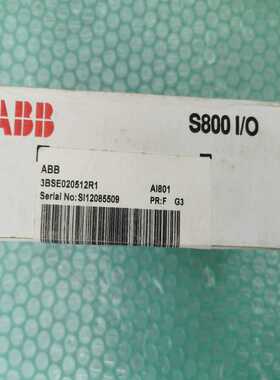 ABB
S800 I/O
ABB
3BSE020512R1 AI801
Serial No:SI12085509 PR:F G3